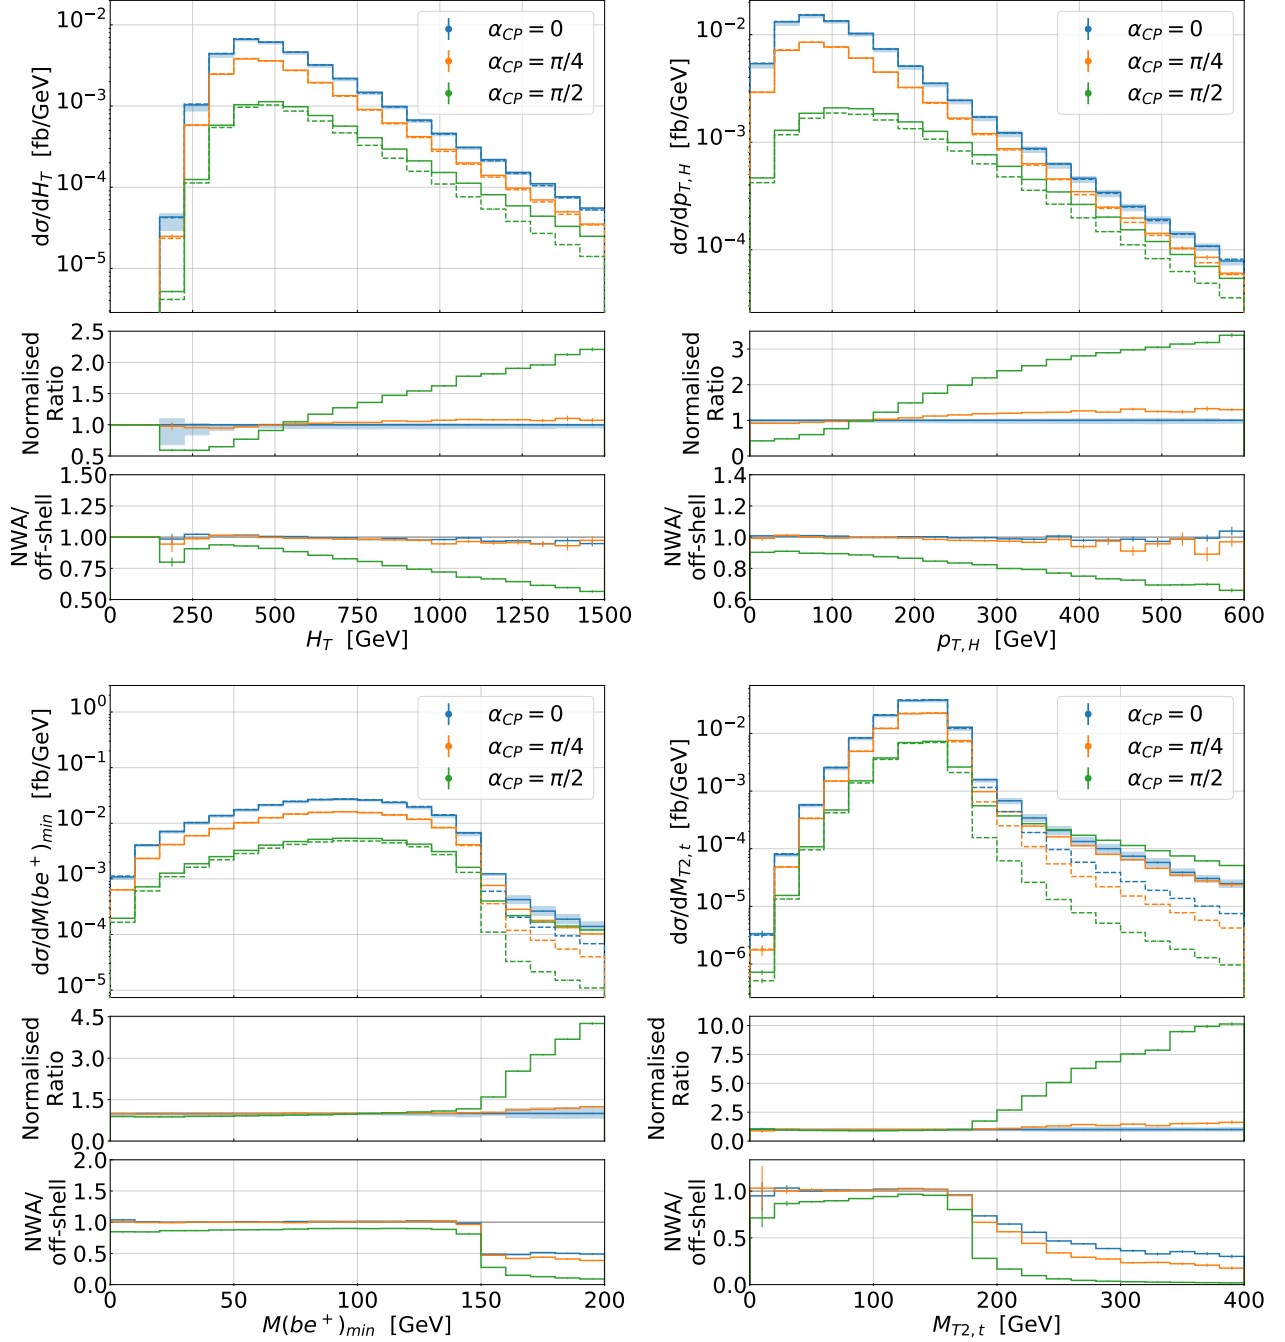 10⁻²
10⁻³
10⁻⁴
10⁻⁵
dσ/dH_T [fb/GeV]
α_CP = 0
α_CP = π/4
α_CP = π/2
2.5
2.0
1.5
1.0
0.5
Normalised
Ratio
1.50
1.25
1.00
0.75
0.50
NWA/
off-shell
0 250 500 750 1000 1250 1500
H_T [GeV]
10⁻²
10⁻³
10⁻⁴
dσ/dp_{T,H} [fb/GeV]
α_CP = 0
α_CP = π/4
α_CP = π/2
3
2
1
0
Normalised
Ratio
1.4
1.2
1.0
0.8
0.6
NWA/
off-shell
0 100 200 300 400 500 600
p_{T,H} [GeV]
10⁰
10⁻¹
10⁻²
10⁻³
10⁻⁴
10⁻⁵
dσ/dM(be⁺)_min [fb/GeV]
α_CP = 0
α_CP = π/4
α_CP = π/2
4.5
3.0
1.5
0.0
Normalised
Ratio
2.0
1.5
1.0
0.5
0.0
NWA/
off-shell
0 50 100 150 200
M(be⁺)_min [GeV]
10⁻²
10⁻³
10⁻⁴
10⁻⁵
10⁻⁶
dσ/dM_{T2,t} [fb/GeV]
α_CP = 0
α_CP = π/4
α_CP = π/2
10.0
7.5
5.0
2.5
0.0
Normalised
Ratio
1.0
0.5
0.0
NWA/
off-shell
0 100 200 300 400
M_{T2,t} [GeV]